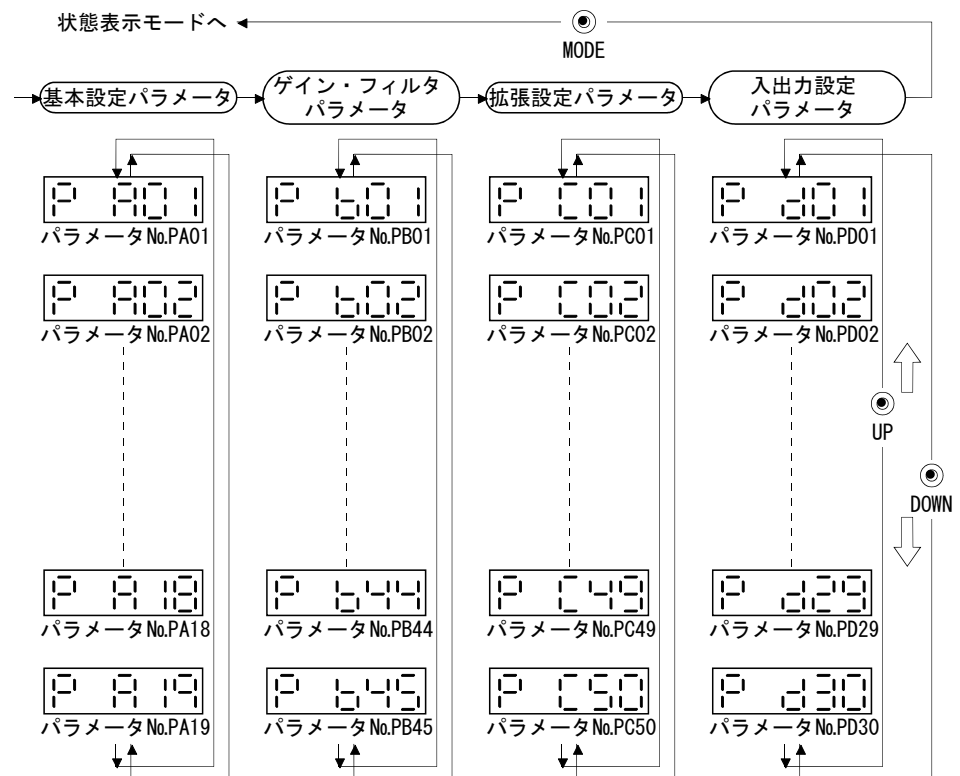 状態表示モードへ
MODE
基本設定パラメータ
ゲイン・フィルタ
パラメータ
拡張設定パラメータ
入出力設定
パラメータ
P A01
P b01
P C01
P d01
パラメータNo.PA01
パラメータNo.PB01
パラメータNo.PC01
パラメータNo.PD01
P A02
P b02
P C02
P d02
パラメータNo.PA02
パラメータNo.PB02
パラメータNo.PC02
パラメータNo.PD02
UP
DOWN
P A18
P b44
P C49
P d29
パラメータNo.PA18
パラメータNo.PB44
パラメータNo.PC49
パラメータNo.PD29
P A19
P b45
P C50
P d30
パラメータNo.PA19
パラメータNo.PB45
パラメータNo.PC50
パラメータNo.PD30